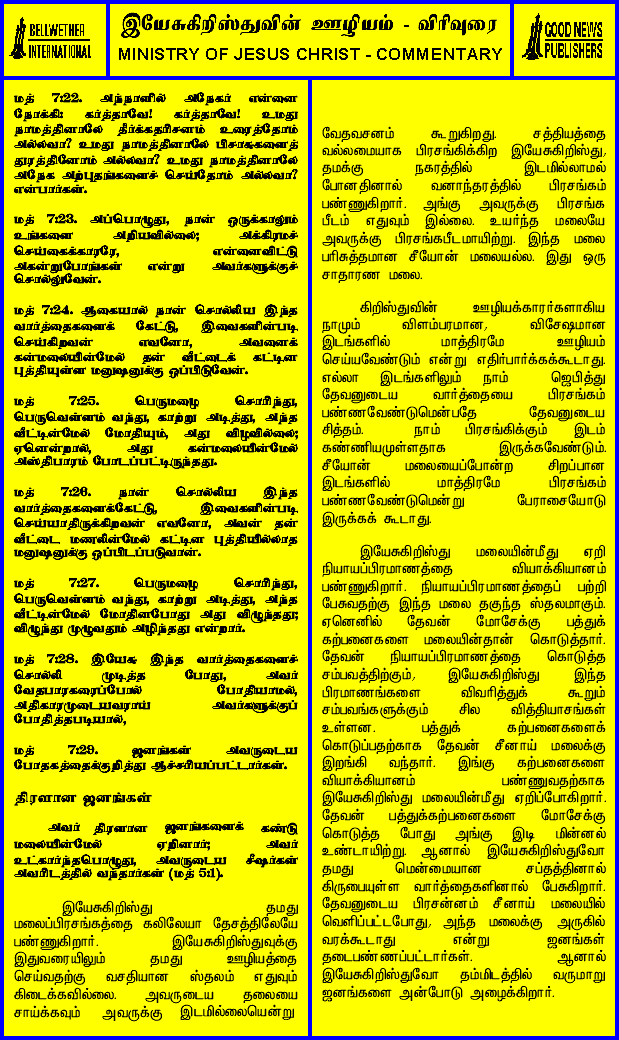 BELLWETHER
INTERNATIONAL
இயேசுகிறிஸ்துவின் ஊழியம் - விரிவுரை
MINISTRY OF JESUS CHRIST - COMMENTARY
GOOD NEWS
PUBLISHERS
மத் 7:22. அந்நாளில் அநேகர் என்னை
நோக்கி: கர்த்தாவே! கர்த்தாவே! உமது
நாமத்தினாலே தீர்க்கதரிசனம் உரைத்தோம்
அல்லவா? உமது நாமத்தினாலே பிசாசுகளைத்
துரத்தினோம் அல்லவா? உமது நாமத்தினாலே
அநேக அற்புதங்களைச் செய்தோம் அல்லவா?
என்பார்கள்.
மத் 7:23. அப்பொழுது, நான் ஒருக்காலும்
உங்களை அறியவில்லை; அக்கிரமச்
செய்கைக்காரரே, என்னைவிட்டு
அகன்றுபோங்கள் என்று அவர்களுக்குச்
சொல்லுவேன்.
மத் 7:24. ஆகையால் நான் சொல்லிய இந்த
வார்த்தைகளைக் கேட்டு, இவைகளின்படி
செய்கிறவன் எவனோ, அவனைக்
கன்மலையின்மேல் தன் வீட்டைக் கட்டின
புத்தியுள்ள மனுஷனுக்கு ஒப்பிடுவேன்.
மத் 7:25. பெருமழை சொரிந்து,
பெருவெள்ளம் வந்து, காற்று அடித்து, அந்த
வீட்டின்மேல் மோதியும், அது விழவில்லை;
ஏனென்றால், அது கன்மலையின்மேல்
அஸ்திபாரம் போடப்பட்டிருந்தது.
மத் 7:26. நான் சொல்லிய இந்த
வார்த்தைகளைக்கேட்டு, இவைகளின்படி
செய்யாதிருக்கிறவன் எவனோ, அவன் தன்
வீட்டை மணலின்மேல் கட்டின புத்தியில்லாத
மனுஷனுக்கு ஒப்பிடப்படுவான்.
மத் 7:27. பெருமழை சொரிந்து,
பெருவெள்ளம் வந்து, காற்று அடித்து, அந்த
வீட்டின்மேல் மோதினபோது அது விழுந்தது;
விழுந்து முழுவதும் அழிந்தது என்றார்.
மத் 7:28. இயேசு இந்த வார்த்தைகளைச்
சொல்லி முடித்த போது, அவர்
வேதபாரகரைப்போல் போதியாமல்,
அதிகாரமுடையவராய் அவர்களுக்குப்
போதித்தபடியால்,
மத் 7:29. ஜனங்கள் அவருடைய
போதகத்தைக்குறித்து ஆச்சரியப்பட்டார்கள்.
திரளான ஜனங்கள்
அவர் திரளான ஜனங்களைக் கண்டு
மலையின்மேல் ஏறினார்; அவர்
உட்கார்ந்தபொழுது, அவருடைய சீஷர்கள்
அவரிடத்தில் வந்தார்கள் (மத் 5:1).
இயேசுகிறிஸ்து தமது
மலைப்பிரசங்கத்தை கலிலேயா தேசத்திலேயே
பண்ணுகிறார். இயேசுகிறிஸ்துவுக்கு
இதுவரையிலும் தமது ஊழியத்தை
செய்வதற்கு வசதியான ஸ்தலம் எதுவும்
கிடைக்கவில்லை. அவருடைய தலையை
சாய்க்கவும் அவருக்கு இடமில்லையென்று
வேதவசனம் கூறுகிறது. சத்தியத்தை
வல்லமையாக பிரசங்கிக்கிற இயேசுகிறிஸ்து,
தமக்கு நகரத்தில் இடமில்லாமல்
போனதினால் வனாந்தரத்தில் பிரசங்கம்
பண்ணுகிறார். அங்கு அவருக்கு பிரசங்க
பீடம் எதுவும் இல்லை. உயர்ந்த மலையே
அவருக்கு பிரசங்கபீடமாயிற்று. இந்த மலை
பரிசுத்தமான சீயோன் மலையல்ல. இது ஒரு
சாதாரண மலை.
கிறிஸ்துவின் ஊழியக்காரர்களாகிய
நாமும் விளம்பரமான, விசேஷமான
இடங்களில் மாத்திரமே ஊழியம்
செய்யவேண்டும் என்று எதிர்பார்க்கக்கூடாது.
எல்லா இடங்களிலும் நாம் ஜெபித்து
தேவனுடைய வார்த்தையை பிரசங்கம்
பண்ணவேண்டுமென்பதே தேவனுடைய
சித்தம். நாம் பிரசங்கிக்கும் இடம்
கண்ணியமுள்ளதாக இருக்கவேண்டும்.
சீயோன் மலையைப்போன்ற சிறப்பான
இடங்களில் மாத்திரமே பிரசங்கம்
பண்ணவேண்டுமென்று பேராசையோடு
இருக்கக் கூடாது.
இயேசுகிறிஸ்து மலையின்மீது ஏறி
நியாயப்பிரமாணத்தை வியாக்கியானம்
பண்ணுகிறார். நியாயப்பிரமாணத்தைப் பற்றி
பேசுவதற்கு இந்த மலை தகுந்த ஸ்தலமாகும்.
ஏனெனில் தேவன் மோசேக்கு பத்துக்
கற்பனைகளை மலையின்தான் கொடுத்தார்.
தேவன் நியாயப்பிரமாணத்தை கொடுத்த
சம்பவத்திற்கும், இயேசுகிறிஸ்து இந்த
பிரமாணங்களை விவரித்துக் கூறும்
சம்பவங்களுக்கும் சில வித்தியாசங்கள்
உள்ளன. பத்துக் கற்பனைகளைக்
கொடுப்பதற்காக தேவன் சீனாய் மலைக்கு
இறங்கி வந்தார். இங்கு கற்பனைகளை
வியாக்கியானம் பண்ணுவதற்காக
இயேசுகிறிஸ்து மலையின்மீது ஏறிப்போகிறார்.
தேவன் பத்துக்கற்பனைகளை மோசேக்கு
கொடுத்த போது அங்கு இடி மின்னல்
உண்டாயிற்று. ஆனால் இயேசுகிறிஸ்துவோ
தமது மென்மையான சப்தத்தினால்
கிருபையுள்ள வார்த்தைகளினால் பேசுகிறார்.
தேவனுடைய பிரசன்னம் சீனாய் மலையில்
வெளிப்பட்டபோது, அந்த மலைக்கு அருகில்
வரக்கூடாது என்று ஜனங்கள்
தடைபண்ணப்பட்டார்கள். ஆனால்
இயேசுகிறிஸ்துவோ தம்மிடத்தில் வருமாறு
ஜனங்களை அன்போடு அழைக்கிறார்.